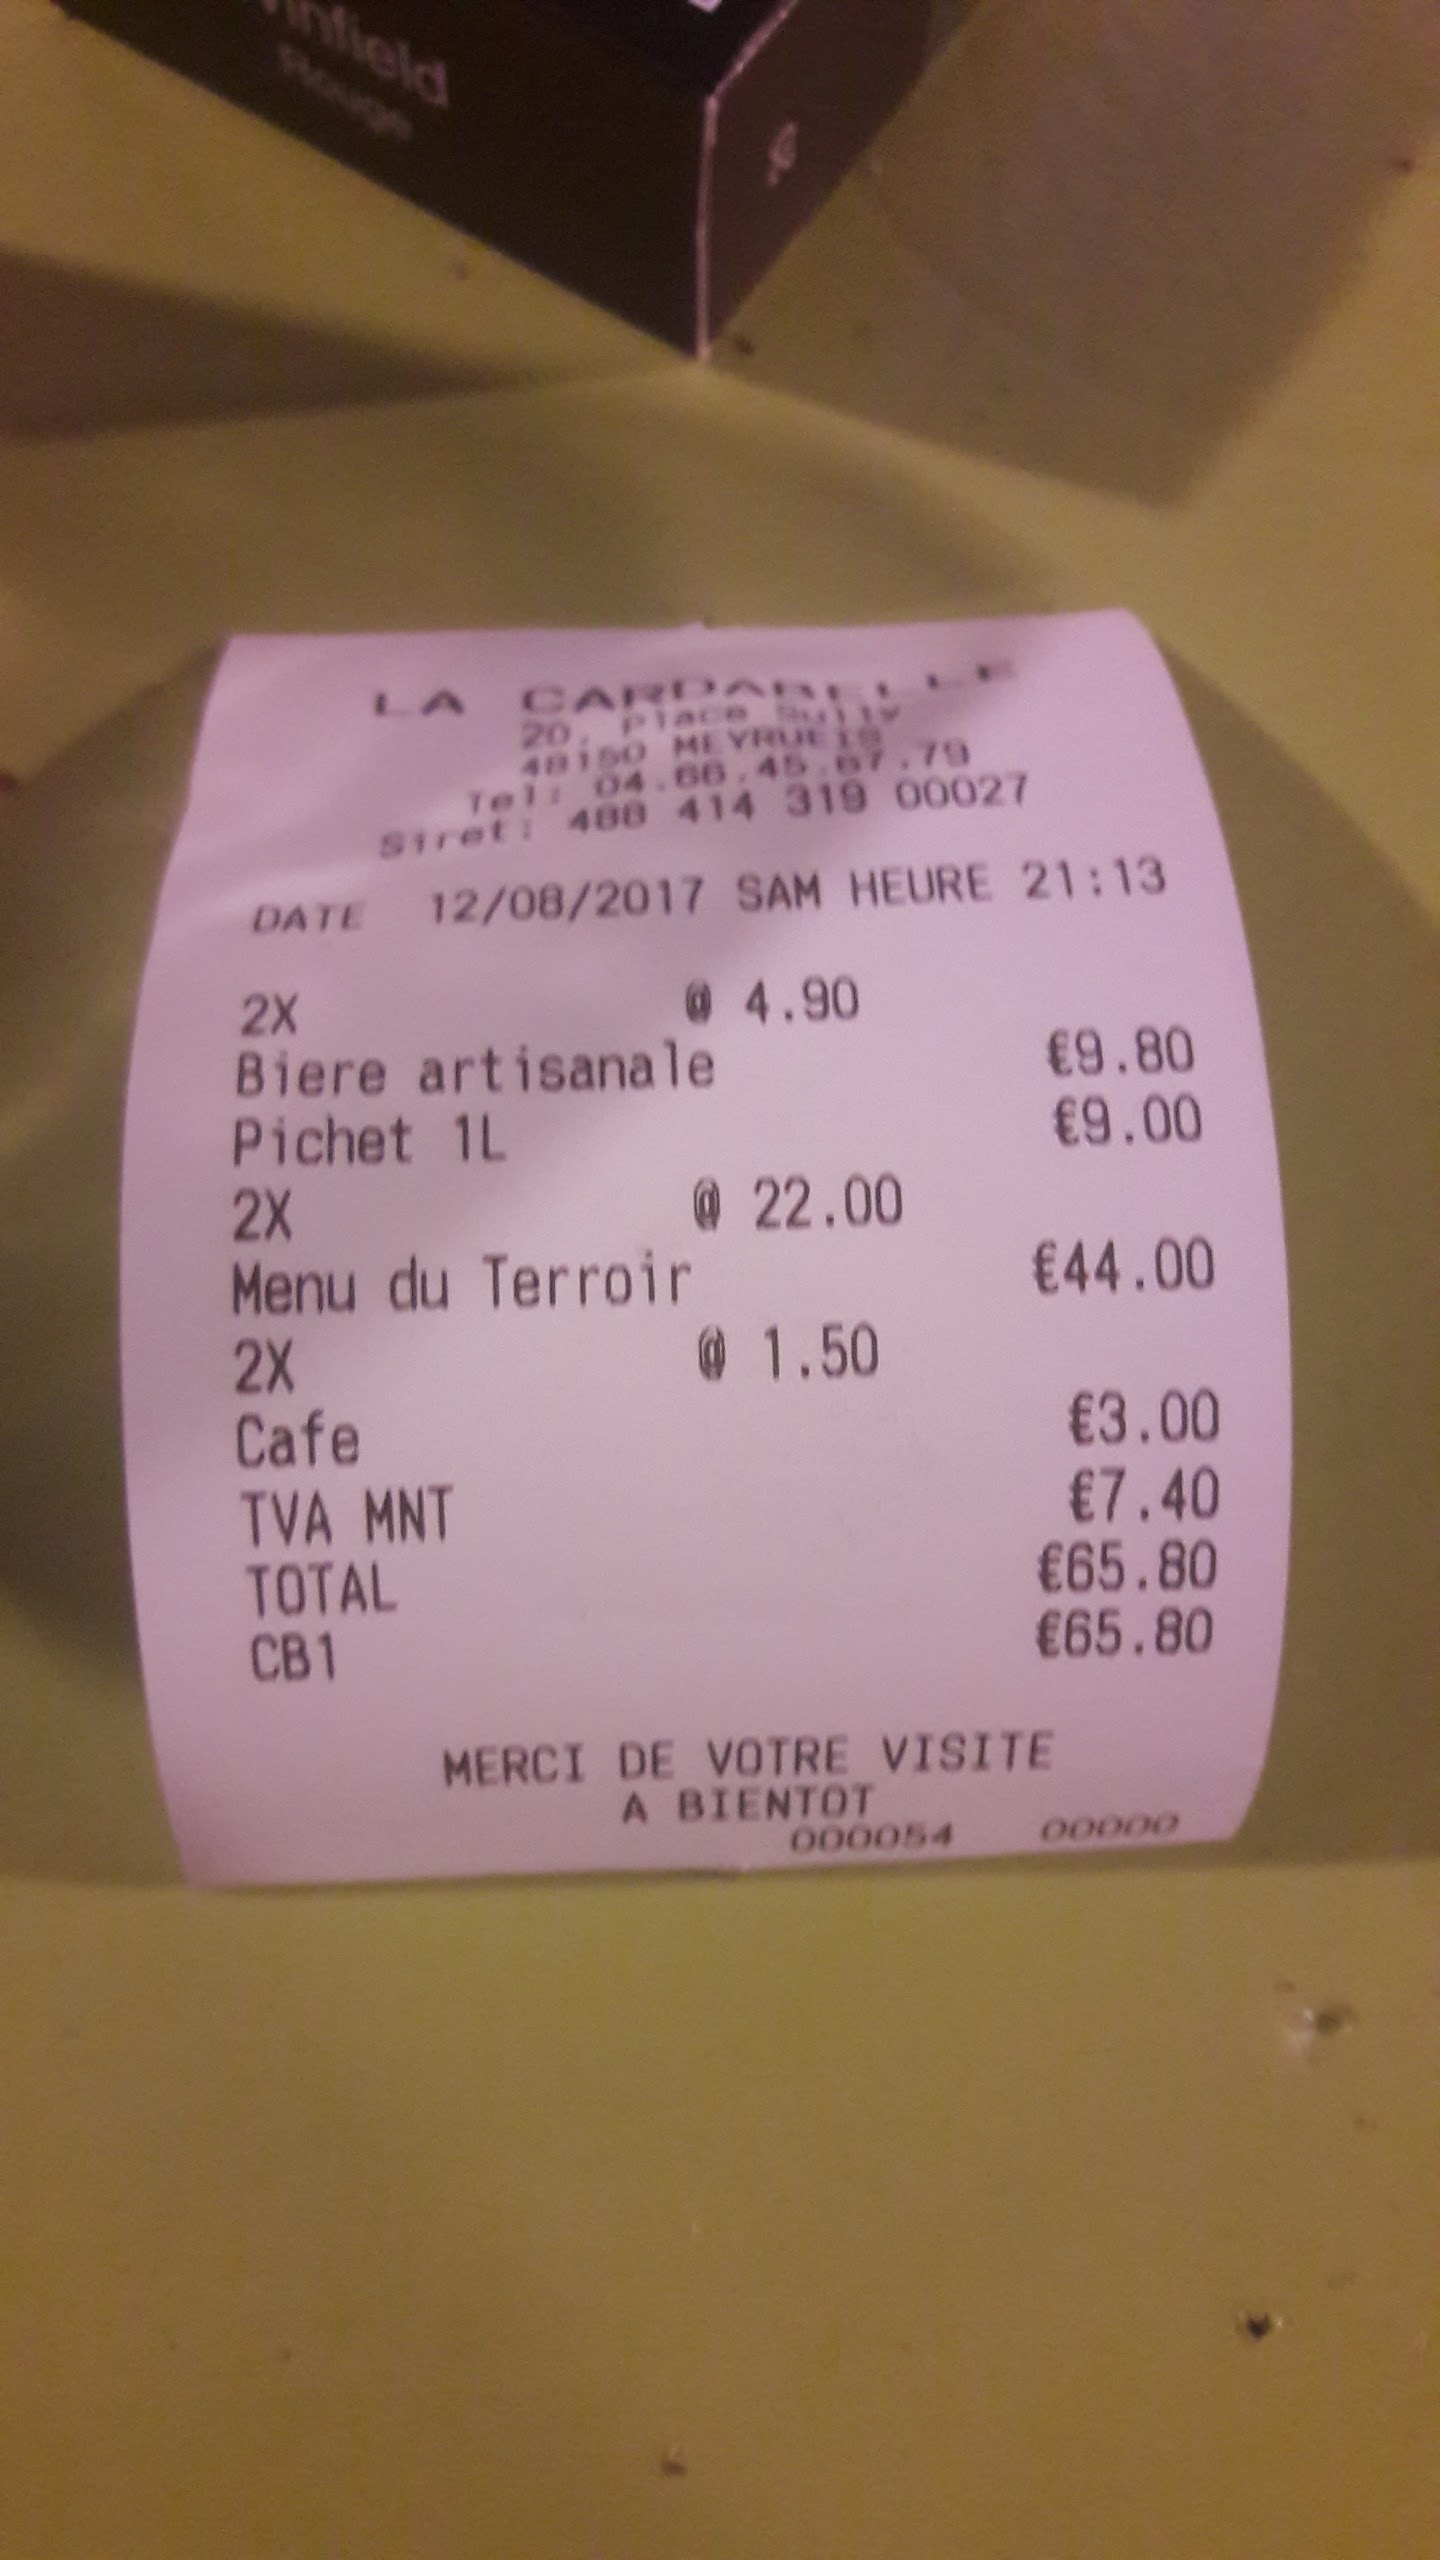 Winfield
Rouge
LA CARDABELLE
20, Place Sully
48150 MEYRUEIS
Tel: 04.66.45.67.79
Siret: 488 414 319 00027
DATE 12/08/2017 SAM HEURE 21:13
2X @ 4.90
Biere artisanale €9.80
Pichet 1L €9.00
2X @ 22.00
Menu du Terroir €44.00
2X @ 1.50
Cafe €3.00
TVA MNT €7.40
TOTAL €65.80
CB1 €65.80
MERCI DE VOTRE VISITE
A BIENTOT
000054 00000